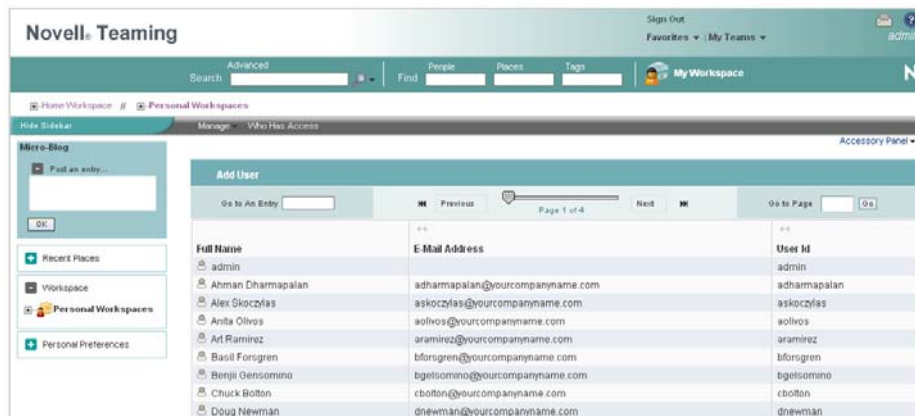 Novell® Teaming
Sign Out
Favorites My Teams
admin
Advanced
Search
Find
People
Places
Tags
My Workspace
N
Home Workspace // Personal Workspaces
Hide Sidebar
Manage Who Has Access
Accessory Panel
Micro-Blog
Post an entry...
OK
Recent Places
Workspace
Personal Workspaces
Personal Preferences
Add User
Go to An Entry
Previous
Page 1 of 4
Next
Go to Page
Go
Full Name E-Mail Address User Id
admin admin
Ahman Dharmapalan adharmapalan@yourcompanyname.com adharmapalan
Alex Skoczylas askoczylas@yourcompanyname.com askoczylas
Anita Olivos aolivos@yourcompanyname.com aolivos
Art Ramirez aramirez@yourcompanyname.com aramirez
Basil Forsgren bforsgren@yourcompanyname.com bforsgren
Benjii Gensomino bgelsomino@yourcompanyname.com bgelsomino
Chuck Bolton cbolton@yourcompanyname.com cbolton
Doug Newman dnewman@yourcompanyname.com dnewman